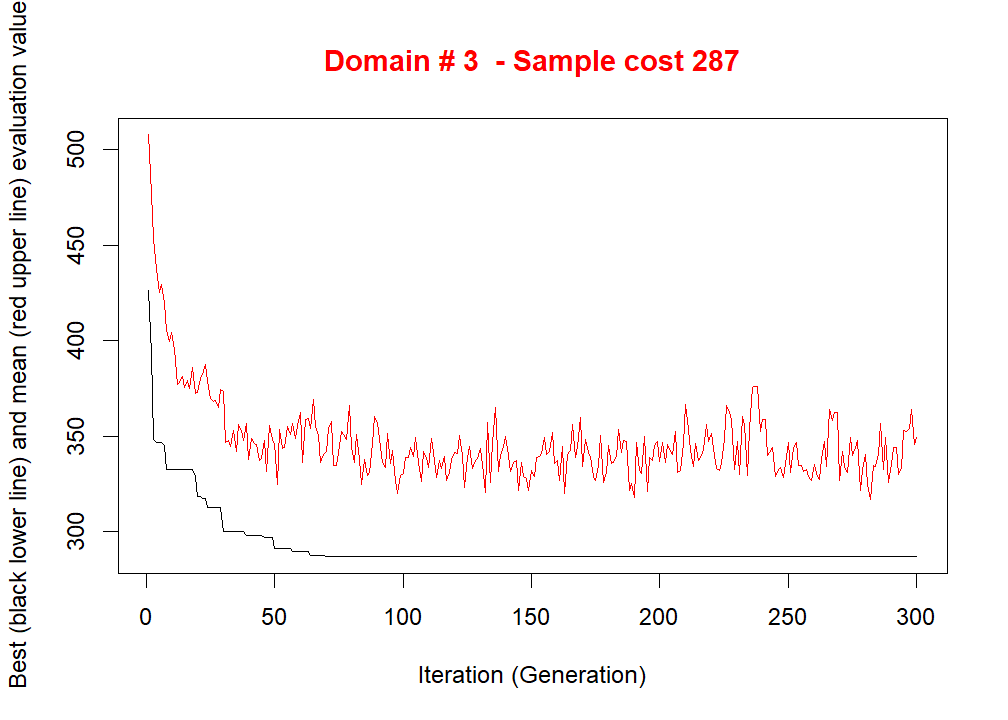 Domain # 3  - Sample cost 287
Best (black lower line) and mean (red upper line) evaluation value
500
450
400
350
300
0 50 100 150 200 250 300
Iteration (Generation)